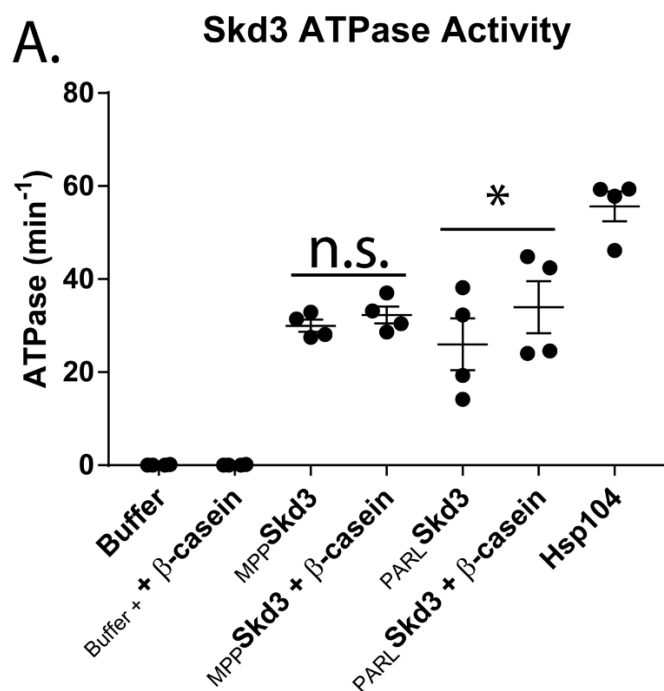 A.
Skd3 ATPase Activity
ATPase (min-1)
80
60
40
20
0
n.s.
*
Buffer
Buffer + + β-casein
MPPSkd3
MPPSkd3 + β-casein
PARLSkd3
PARLSkd3 + β-casein
Hsp104